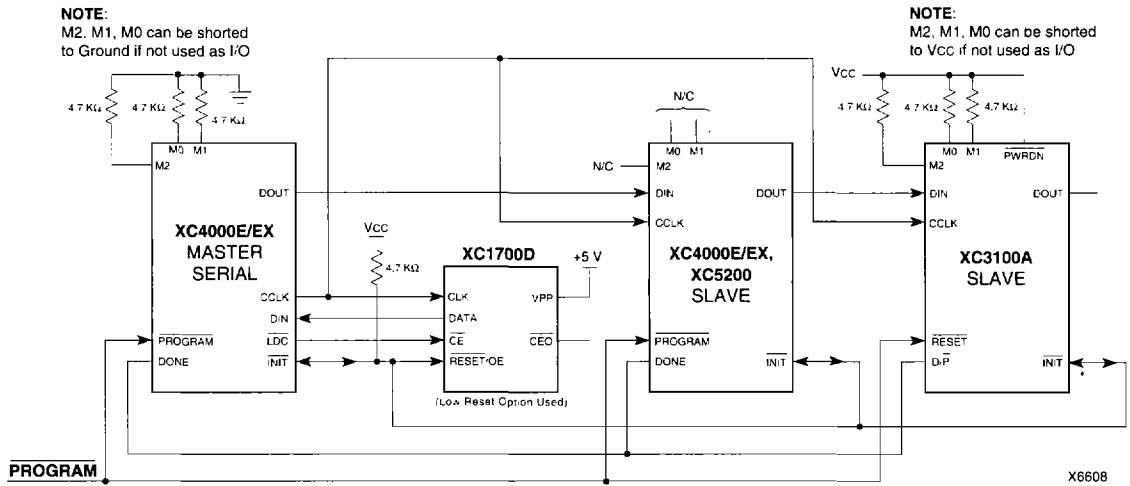 NOTE:
M2, M1, M0 can be shorted
to Ground if not used as I/O
NOTE:
M2, M1, M0 can be shorted
to VCC if not used as I/O
VCC
N/C
4.7 KΩ
4.7 KΩ
4.7 KΩ
4.7 KΩ
4.7 KΩ
4.7 KΩ
M0 M1
M2
DOUT
XC4000E/EX
MASTER
SERIAL
CCLK
DIN
PROGRAM
LDC
DONE
INIT
VCC
4.7 KΩ
XC1700D
+5 V
CLK
VPP
DATA
CE
CEO
RESET/OE
(Low Reset Option Used)
M0 M1
N/C
M2
DIN
DOUT
CCLK
XC4000E/EX,
XC5200
SLAVE
PROGRAM
DONE
INIT
M0 M1
PWRDN
M2
DIN
DOUT
CCLK
XC3100A
SLAVE
RESET
D/P
INIT
PROGRAM
X6608